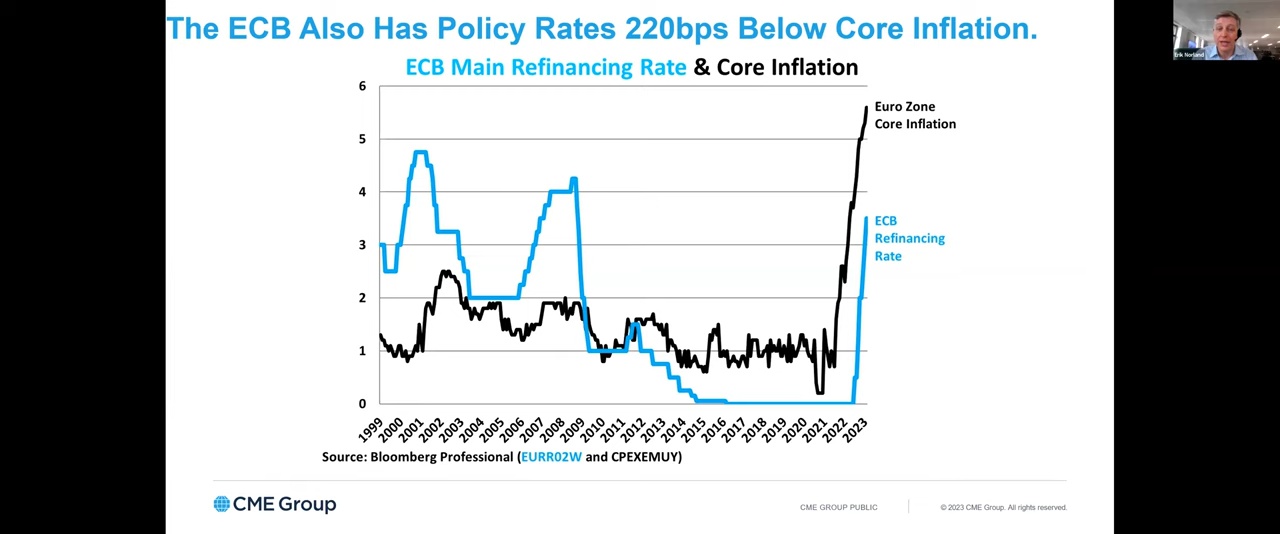 The ECB Also Has Policy Rates 220bps Below Core Inflation.
Erik Norland
ECB Main Refinancing Rate & Core Inflation
6
5
4
3
2
1
0
Euro Zone
Core Inflation
ECB
Refinancing
Rate
1999 2000 2001 2002 2003 2004 2005 2006 2007 2008 2009 2010 2011 2012 2013 2014 2015 2016 2017 2018 2019 2020 2021 2022 2023
Source: Bloomberg Professional (EURR02W and CPEXEMUY)
CME Group
CME GROUP PUBLIC
© 2023 CME Group. All rights reserved.